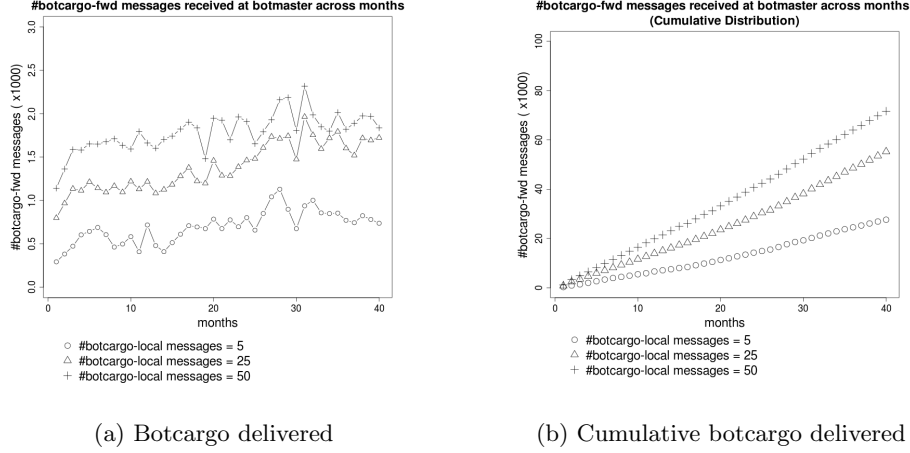 #botcargo-fwd messages received at botmaster across months
#botcargo-fwd messages ( x1000)
3.0
2.5
2.0
1.5
1.0
0.5
0.0
0 10 20 30 40
months
○ #botcargo-local messages = 5
△ #botcargo-local messages = 25
+ #botcargo-local messages = 50
(a) Botcargo delivered
#botcargo-fwd messages received at botmaster across months
(Cumulative Distribution)
#botcargo-fwd messages ( x1000)
100
80
60
40
20
0
0 10 20 30 40
months
○ #botcargo-local messages = 5
△ #botcargo-local messages = 25
+ #botcargo-local messages = 50
(b) Cumulative botcargo delivered